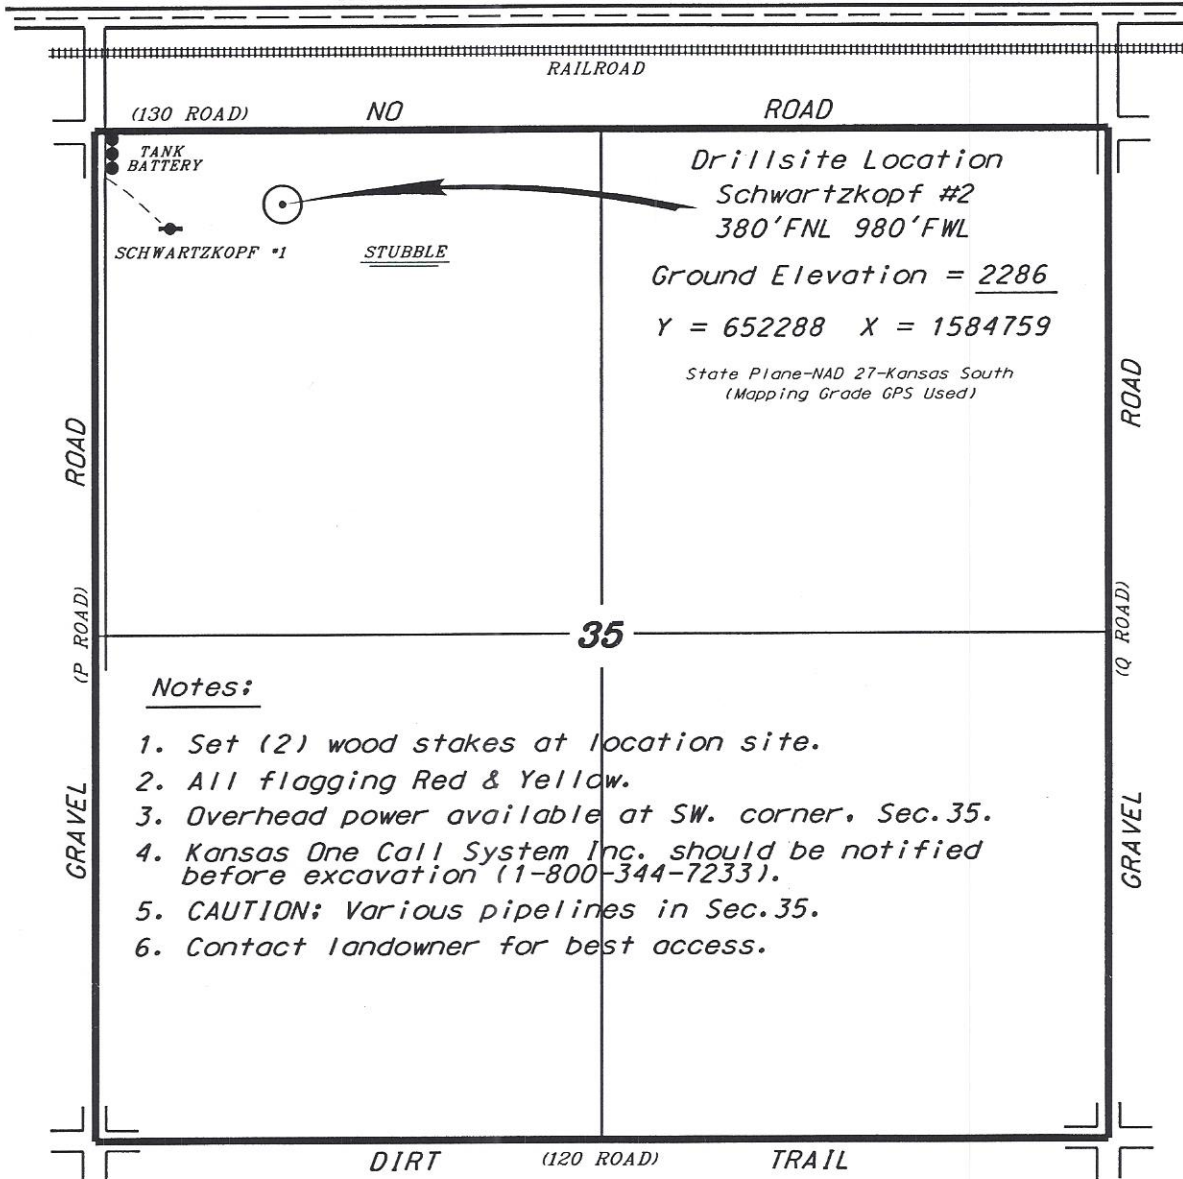 RAILROAD
(130 ROAD) NO ROAD
TANK
BATTERY
Drillsite Location
Schwartzkopf #2
380'FNL 980'FWL
SCHWARTZKOPF #1
STUBBLE
Ground Elevation = 2286
Y = 652288 X = 1584759
State Plane-NAD 27-Kansas South
(Mapping Grade GPS Used)
ROAD
ROAD
(P ROAD)
35
(Q ROAD)
Notes:
1. Set (2) wood stakes at location site.
2. All flagging Red & Yellow.
3. Overhead power available at SW. corner, Sec.35.
4. Kansas One Call System Inc. should be notified
before excavation (1-800-344-7233).
5. CAUTION: Various pipelines in Sec.35.
6. Contact landowner for best access.
GRAVEL
GRAVEL
DIRT (120 ROAD) TRAIL